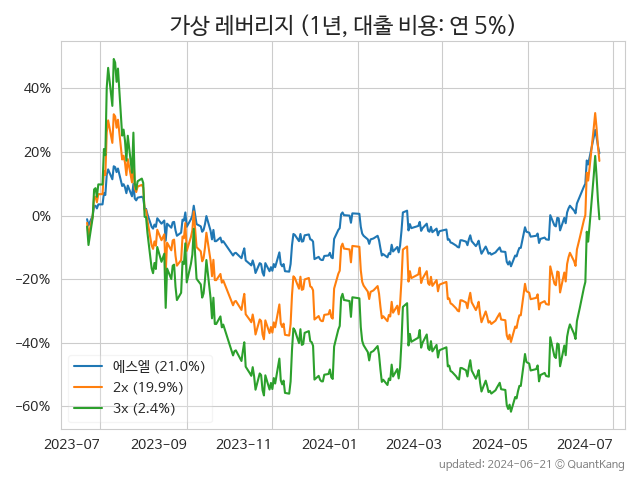 가상 레버리지 (1년, 대출 비용: 연 5%)
40%
20%
0%
−20%
−40%
−60%
에스엘 (21.0%)
2x (19.9%)
3x (2.4%)
2023-07 2023-09 2023-11 2024-01 2024-03 2024-05 2024-07
updated: 2024-06-21 © QuantKang